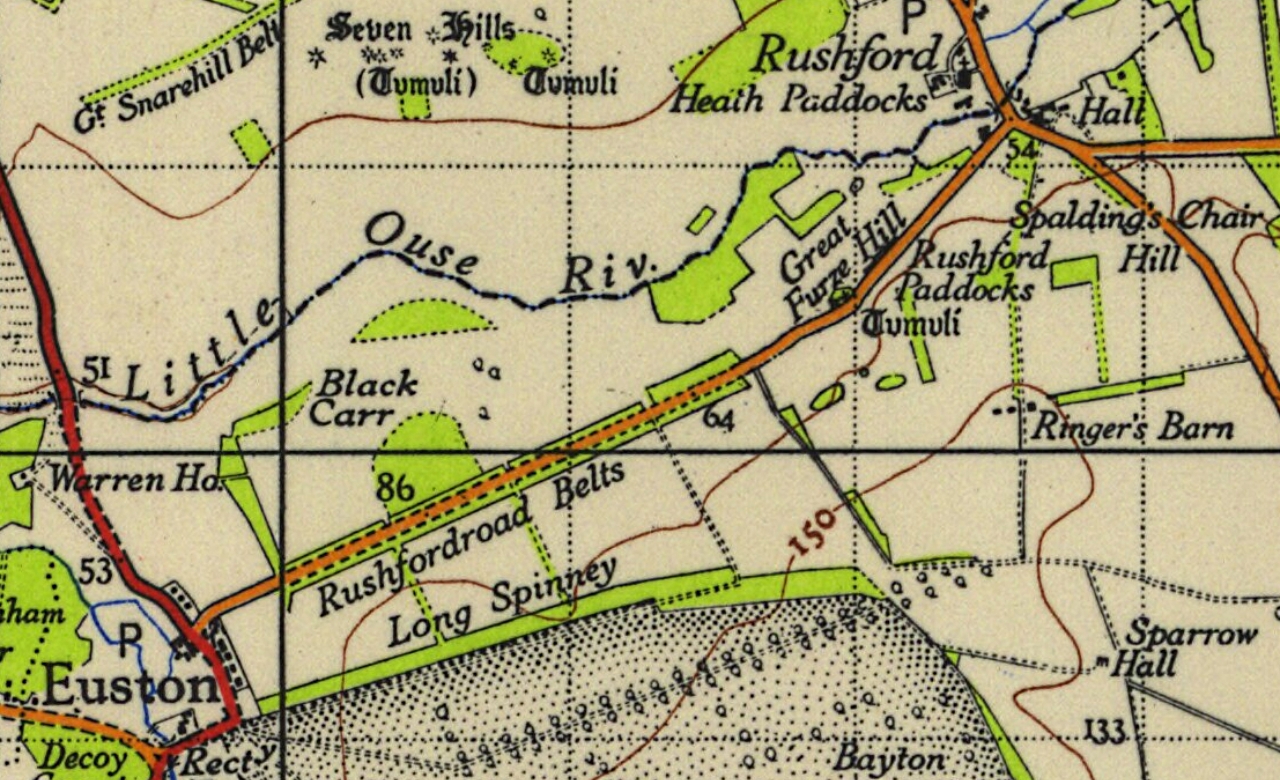 Seven Hills
(Tumuli)
Tumuli
Gt. Snarehill Belt
P
Rushford
Heath Paddocks
Hall
54
Spalding's Chair
Hill
Great
Furze Hill
Rushford
Paddocks
Tumuli
Little Ouse Riv.
51
Black
Carr
64
Ringer's Barn
Warren Ho.
86
Rushfordroad Belts
150
53
Long Spinney
P
Euston
Sparrow
Hall
133
Decoy
Recty
Bayton